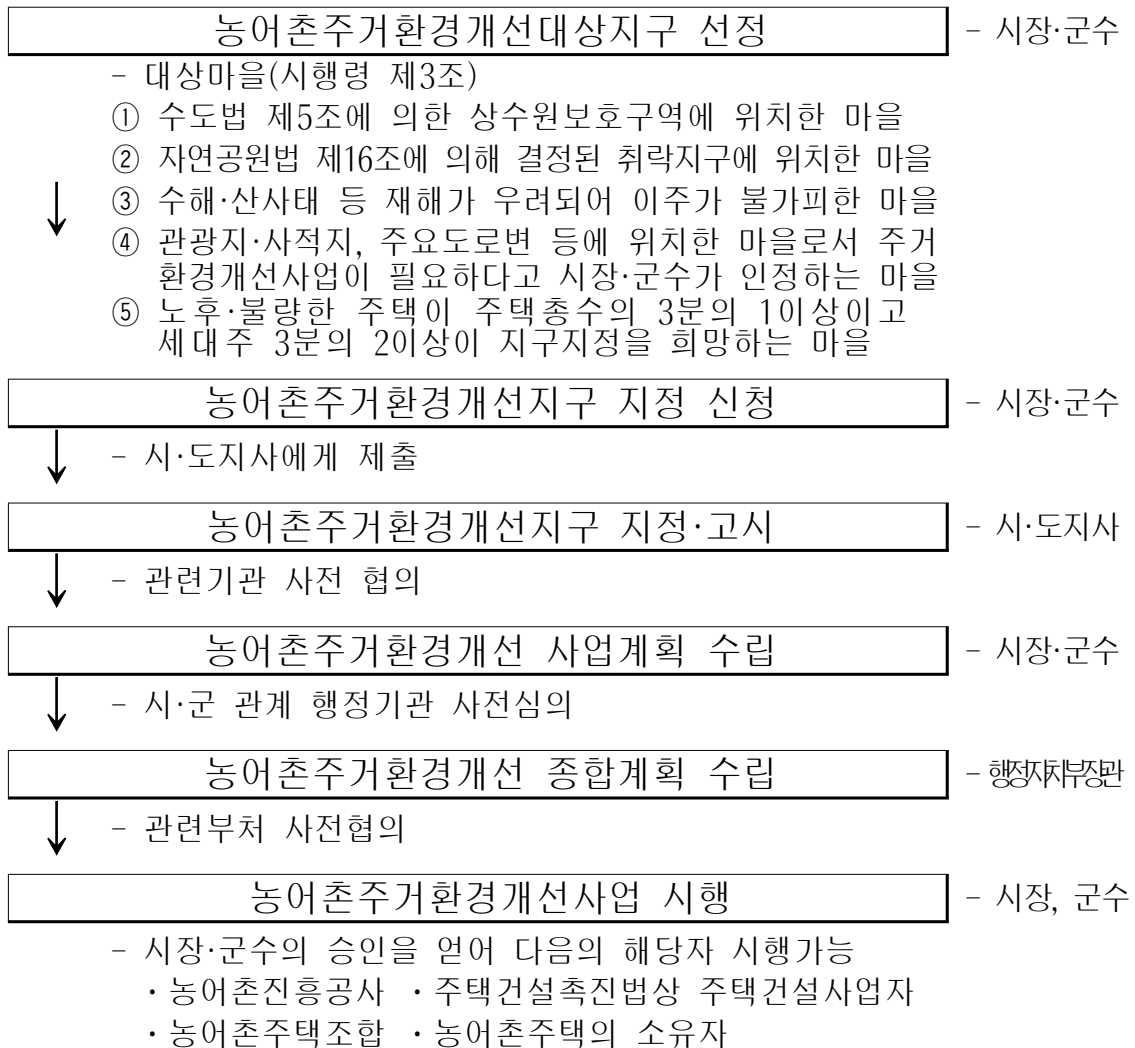 농어촌주거환경개선대상지구 선정 - 시장·군수
- 대상마을(시행령 제3조)
① 수도법 제5조에 의한 상수원보호구역에 위치한 마을
② 자연공원법 제16조에 의해 결정된 취락지구에 위치한 마을
③ 수해·산사태 등 재해가 우려되어 이주가 불가피한 마을
④ 관광지·사적지, 주요도로변 등에 위치한 마을로서 주거
환경개선사업이 필요하다고 시장·군수가 인정하는 마을
⑤ 노후·불량한 주택이 주택총수의 3분의 1이상이고
세대주 3분의 2이상이 지구지정을 희망하는 마을
농어촌주거환경개선지구 지정 신청 - 시장·군수
- 시·도지사에게 제출
농어촌주거환경개선지구 지정·고시 - 시·도지사
- 관련기관 사전 협의
농어촌주거환경개선 사업계획 수립 - 시장·군수
- 시·군 관계 행정기관 사전심의
농어촌주거환경개선 종합계획 수립 - 행정자치부장관
- 관련부처 사전협의
농어촌주거환경개선사업 시행 - 시장, 군수
- 시장·군수의 승인을 얻어 다음의 해당자 시행가능
·농어촌진흥공사 ·주택건설촉진법상 주택건설사업자
·농어촌주택조합 ·농어촌주택의 소유자